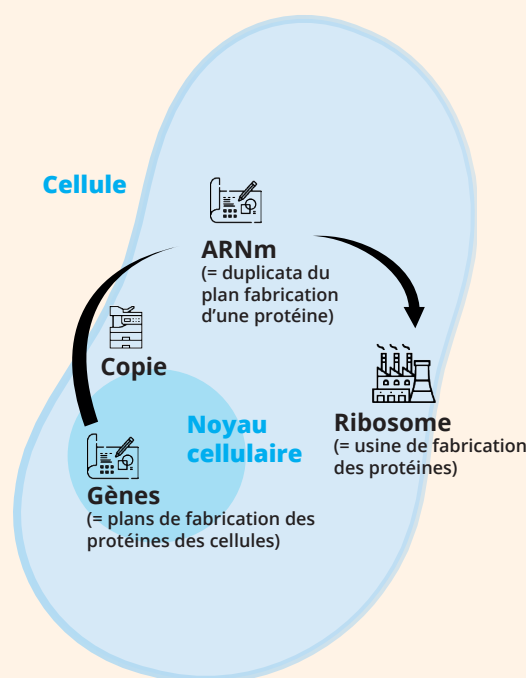 Cellule
ARNm
(= duplicata du
plan fabrication
d’une protéine)
Copie
Ribosome
(= usine de fabrication
des protéines)
Noyau
cellulaire
Gènes
(= plans de fabrication des
protéines des cellules)